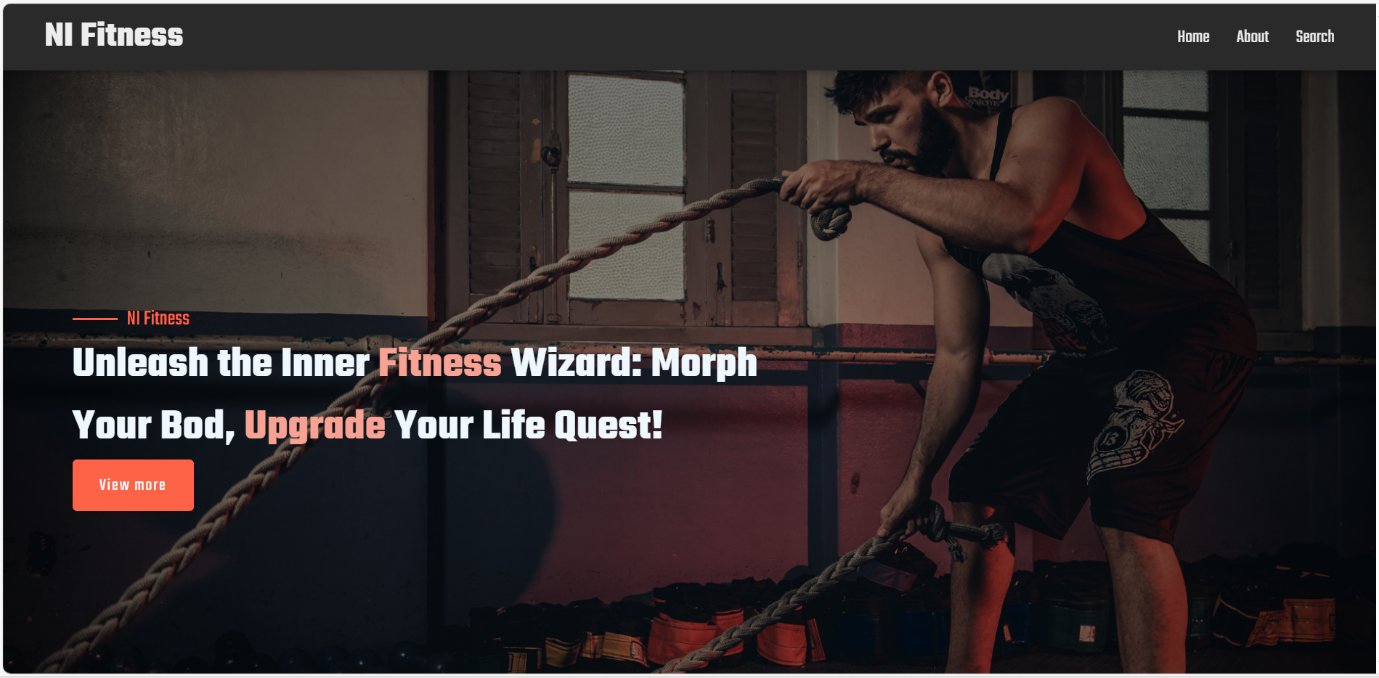 NI Fitness
Home About Search
Body
NI Fitness
Unleash the Inner Fitness Wizard: Morph
Your Bod, Upgrade Your Life Quest!
View more
13